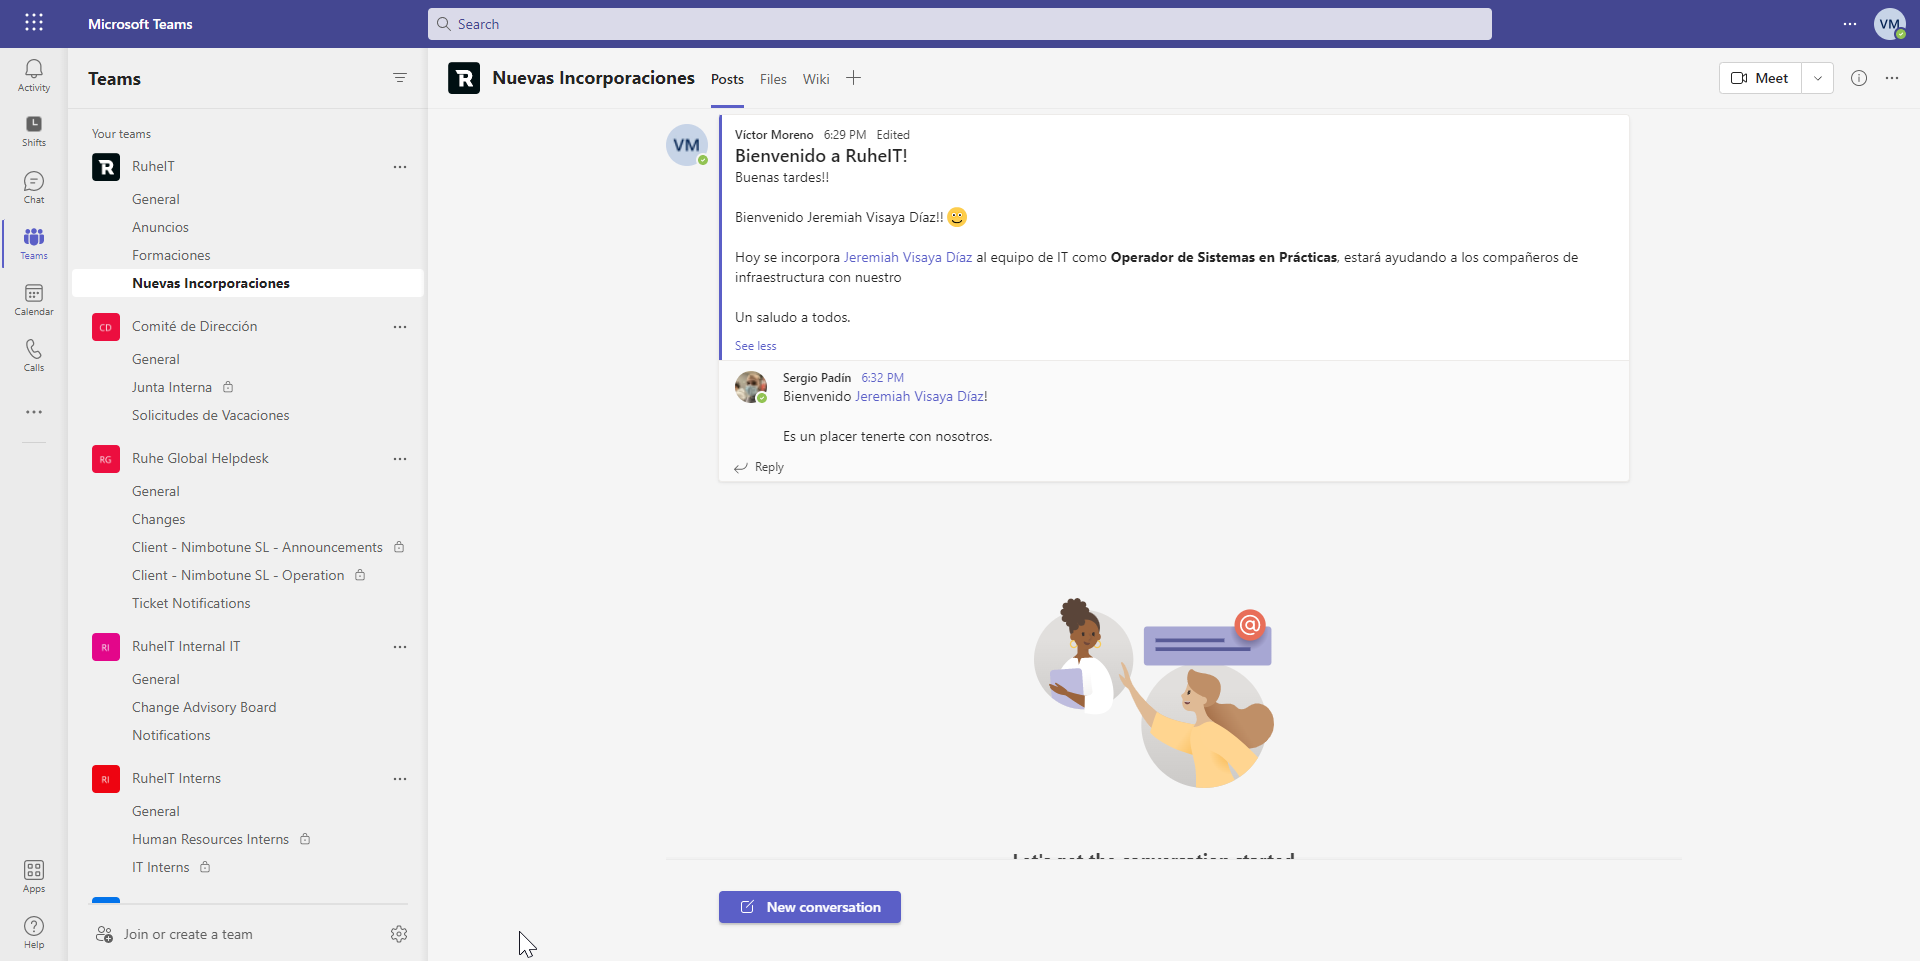 Microsoft Teams
Search
VM
Activity
Shifts
Chat
Teams
Calendar
Calls
Apps
Help
Teams
Your teams
R RuheIT
General
Anuncios
Formaciones
Nuevas Incorporaciones
CD Comité de Dirección
General
Junta Interna
Solicitudes de Vacaciones
RG Ruhe Global Helpdesk
General
Changes
Client - Nimbotune SL - Announcements
Client - Nimbotune SL - Operation
Ticket Notifications
RI RuheIT Internal IT
General
Change Advisory Board
Notifications
RI RuheIT Interns
General
Human Resources Interns
IT Interns
Join or create a team
R Nuevas Incorporaciones Posts Files Wiki
Meet
VM
Víctor Moreno 6:29 PM Edited
Bienvenido a RuheIT!
Buenas tardes!!
Bienvenido Jeremiah Visaya Díaz!!
Hoy se incorpora Jeremiah Visaya Díaz al equipo de IT como Operador de Sistemas en Prácticas, estará ayudando a los compañeros de
infraestructura con nuestro
Un saludo a todos.
See less
Sergio Padín 6:32 PM
Bienvenido Jeremiah Visaya Díaz!
Es un placer tenerte con nosotros.
Reply
@
Let's get the conversation started
New conversation